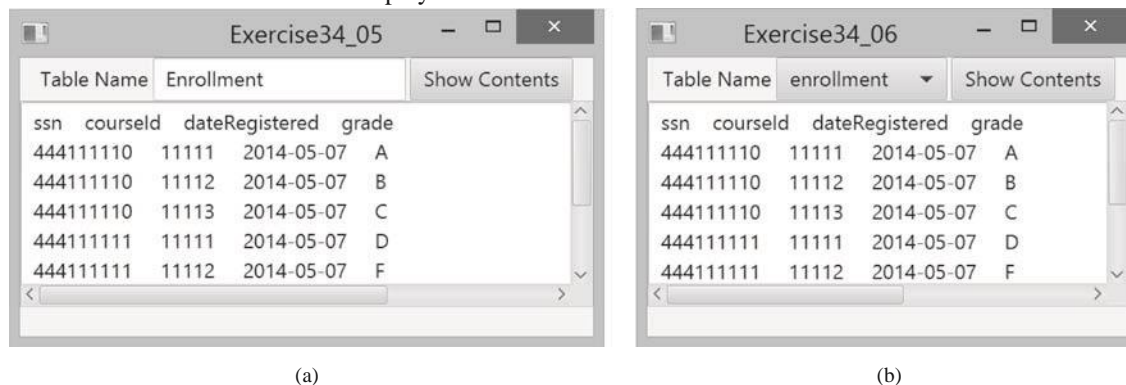 Exercise34_05
Table Name Enrollment Show Contents
ssn courseId dateRegistered grade
444111110 11111 2014-05-07 A
444111110 11112 2014-05-07 B
444111110 11113 2014-05-07 C
444111111 11111 2014-05-07 D
444111111 11112 2014-05-07 F
(a)
Exercise34_06
Table Name enrollment Show Contents
ssn courseId dateRegistered grade
444111110 11111 2014-05-07 A
444111110 11112 2014-05-07 B
444111110 11113 2014-05-07 C
444111111 11111 2014-05-07 D
444111111 11112 2014-05-07 F
(b)